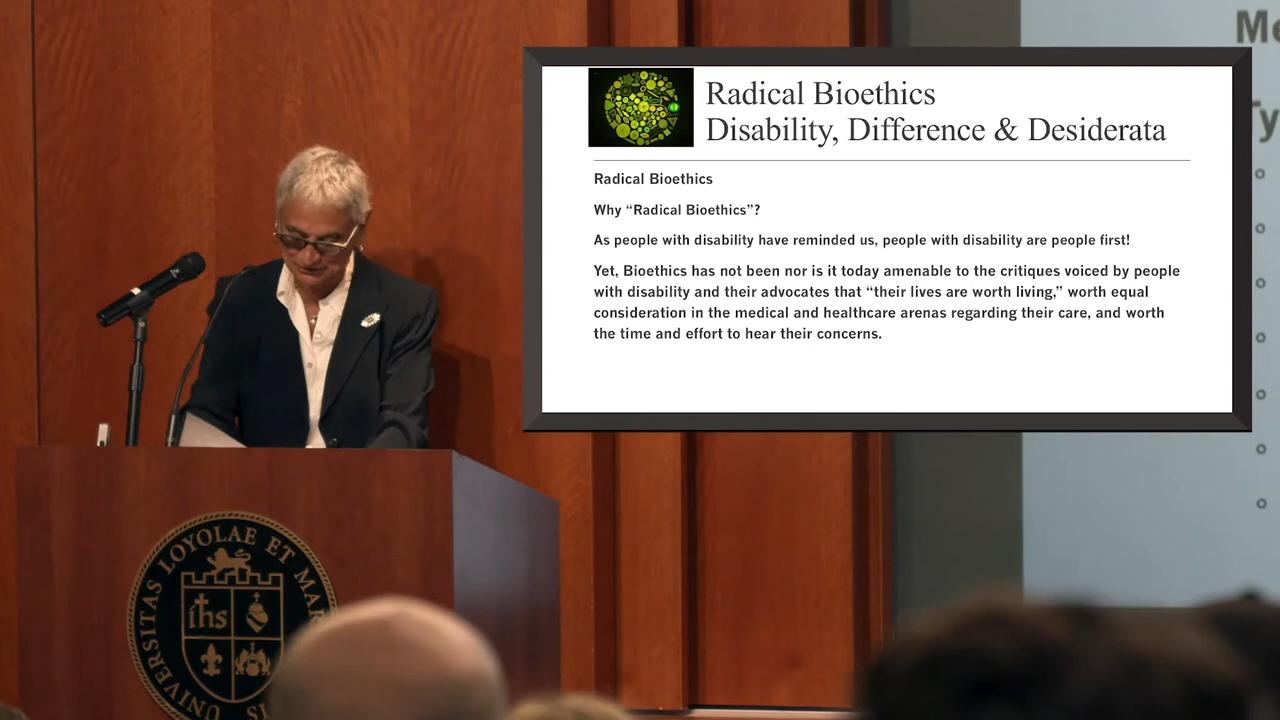 Radical Bioethics
Disability, Difference & Desiderata
Radical Bioethics
Why “Radical Bioethics”?
As people with disability have reminded us, people with disability are people first!
Yet, Bioethics has not been nor is it today amenable to the critiques voiced by people
with disability and their advocates that “their lives are worth living,” worth equal
consideration in the medical and healthcare arenas regarding their care, and worth
the time and effort to hear their concerns.
UNIVERSITAS LOYOLAE ET MAR
ihs